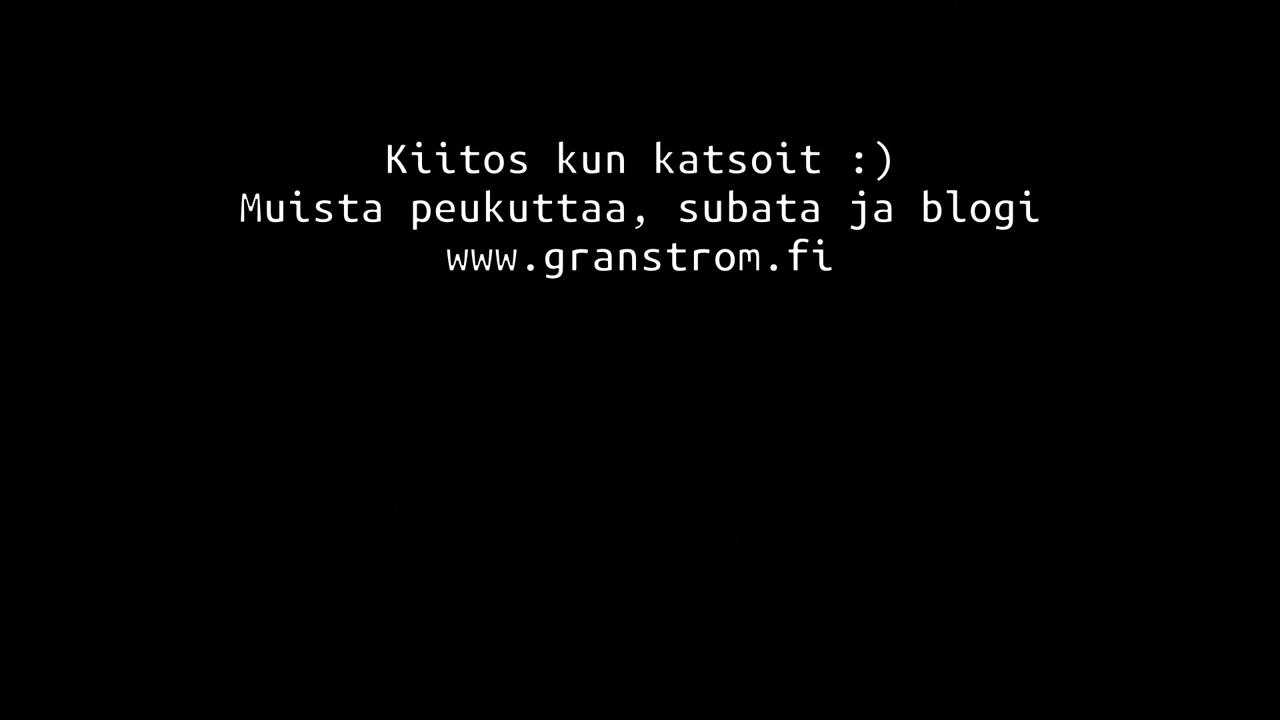 Kiitos kun katsoit :)
Muista peukuttaa, subata ja blogi
www.granstrom.fi